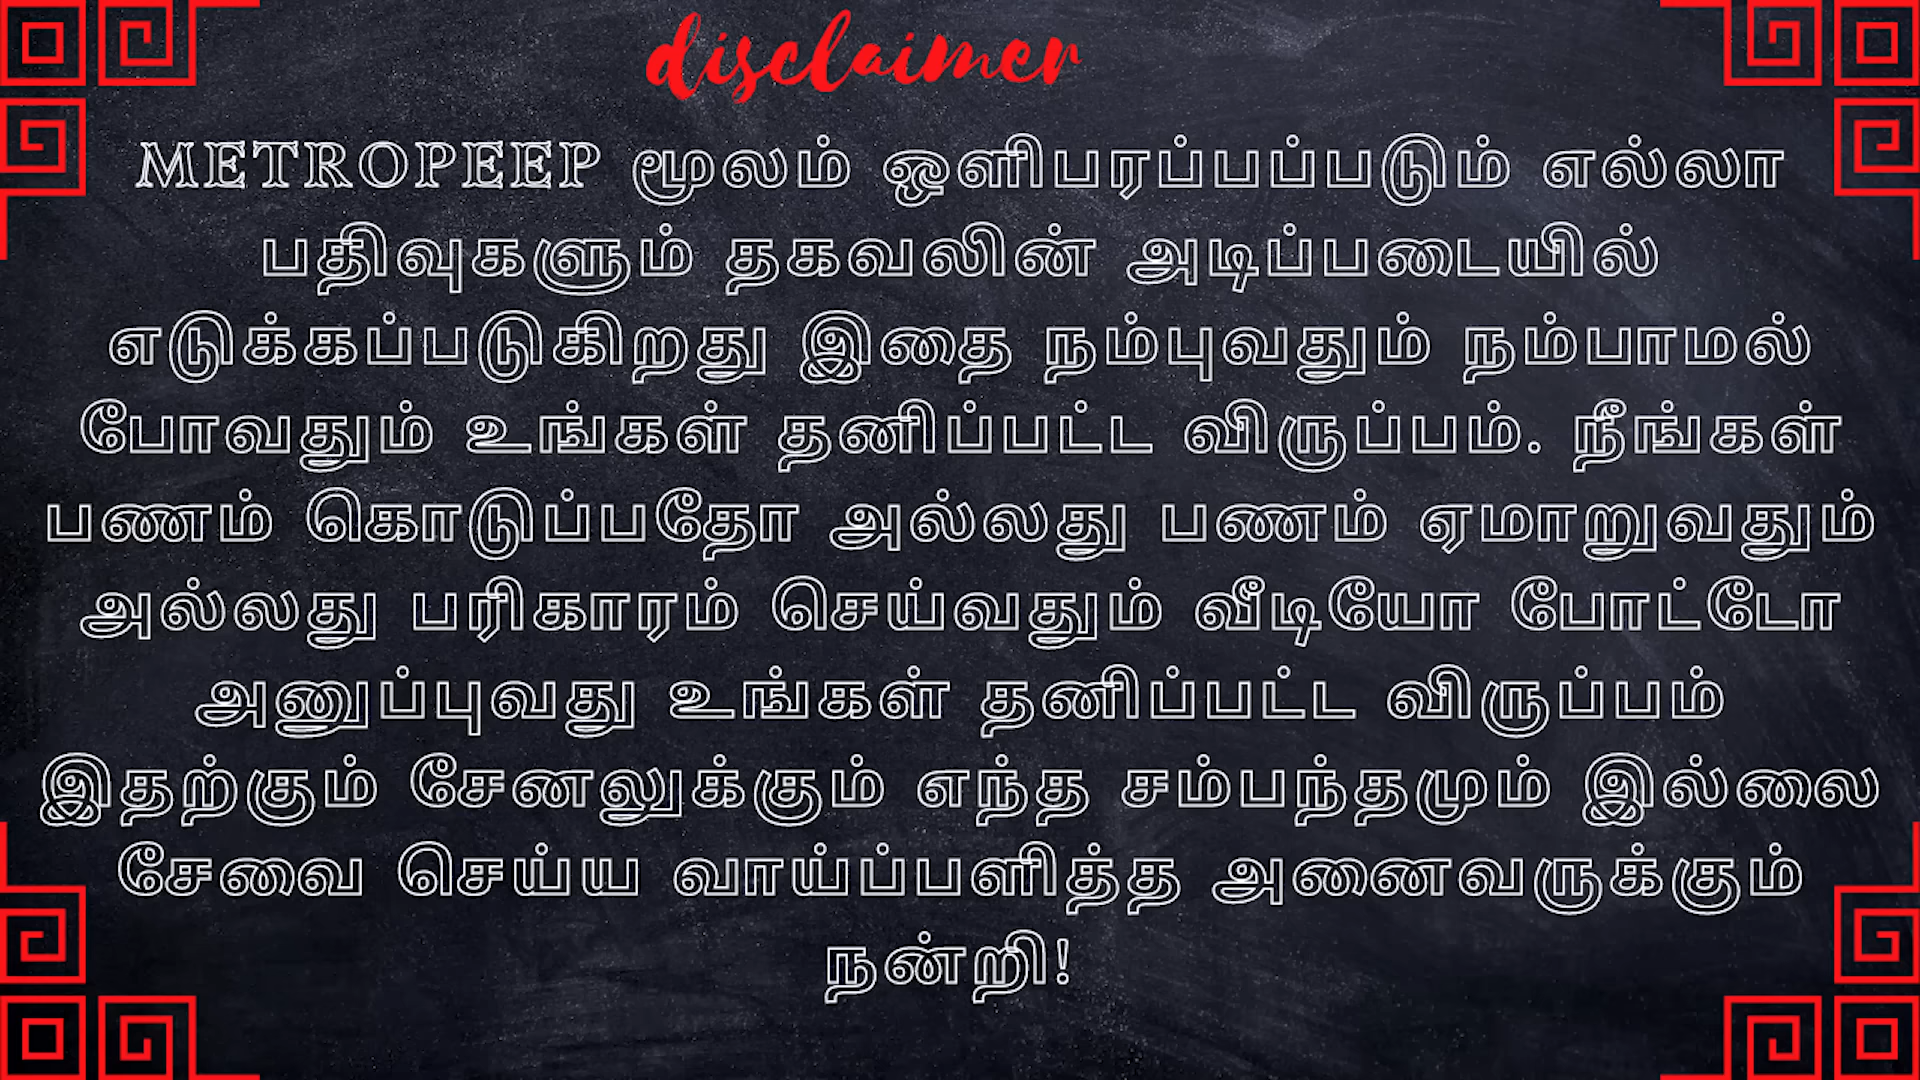 disclaimer
METROPEEP மூலம் ஒளிபரப்பப்படும் எல்லா
பதிவுகளும் தகவலின் அடிப்படையில்
எடுக்கப்படுகிறது இதை நம்புவதும் நம்பாமல்
போவதும் உங்கள் தனிப்பட்ட விருப்பம். நீங்கள்
பணம் கொடுப்பதோ அல்லது பணம் ஏமாறுவதும்
அல்லது பரிகாரம் செய்வதும் வீடியோ போட்டோ
அனுப்புவது உங்கள் தனிப்பட்ட விருப்பம்
இதற்கும் சேனலுக்கும் எந்த சம்பந்தமும் இல்லை
சேவை செய்ய வாய்ப்பளித்த அனைவருக்கும்
நன்றி!